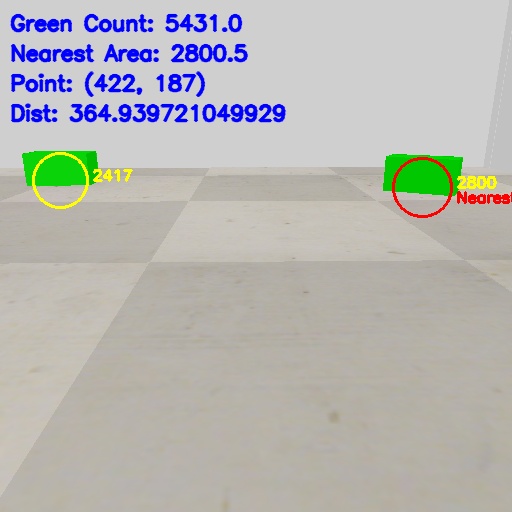 Green Count: 5431.0
Nearest Area: 2800.5
Point: (422, 187)
Dist: 364.939721049929
2417
2800
Nearest